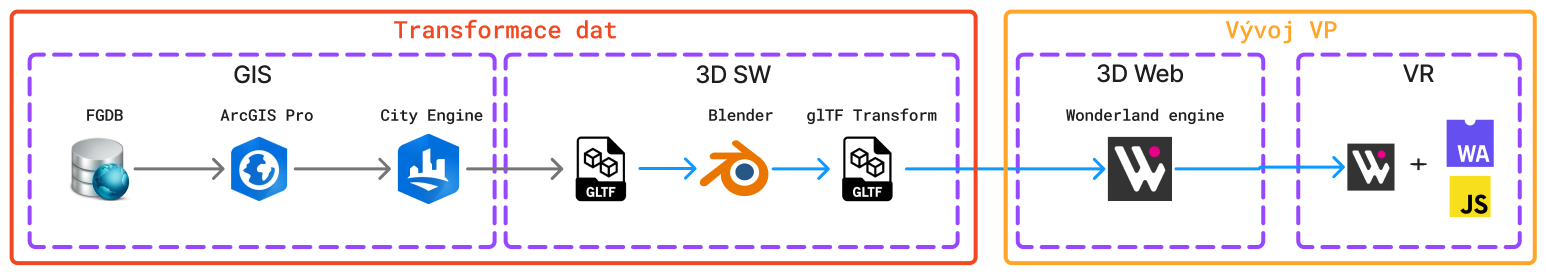 Transformace dat
Vývoj VP
GIS
3D SW
3D Web
VR
FGDB
ArcGIS Pro
City Engine
Blender
glTF Transform
Wonderland engine
GLTF
GLTF
+
WA
JS